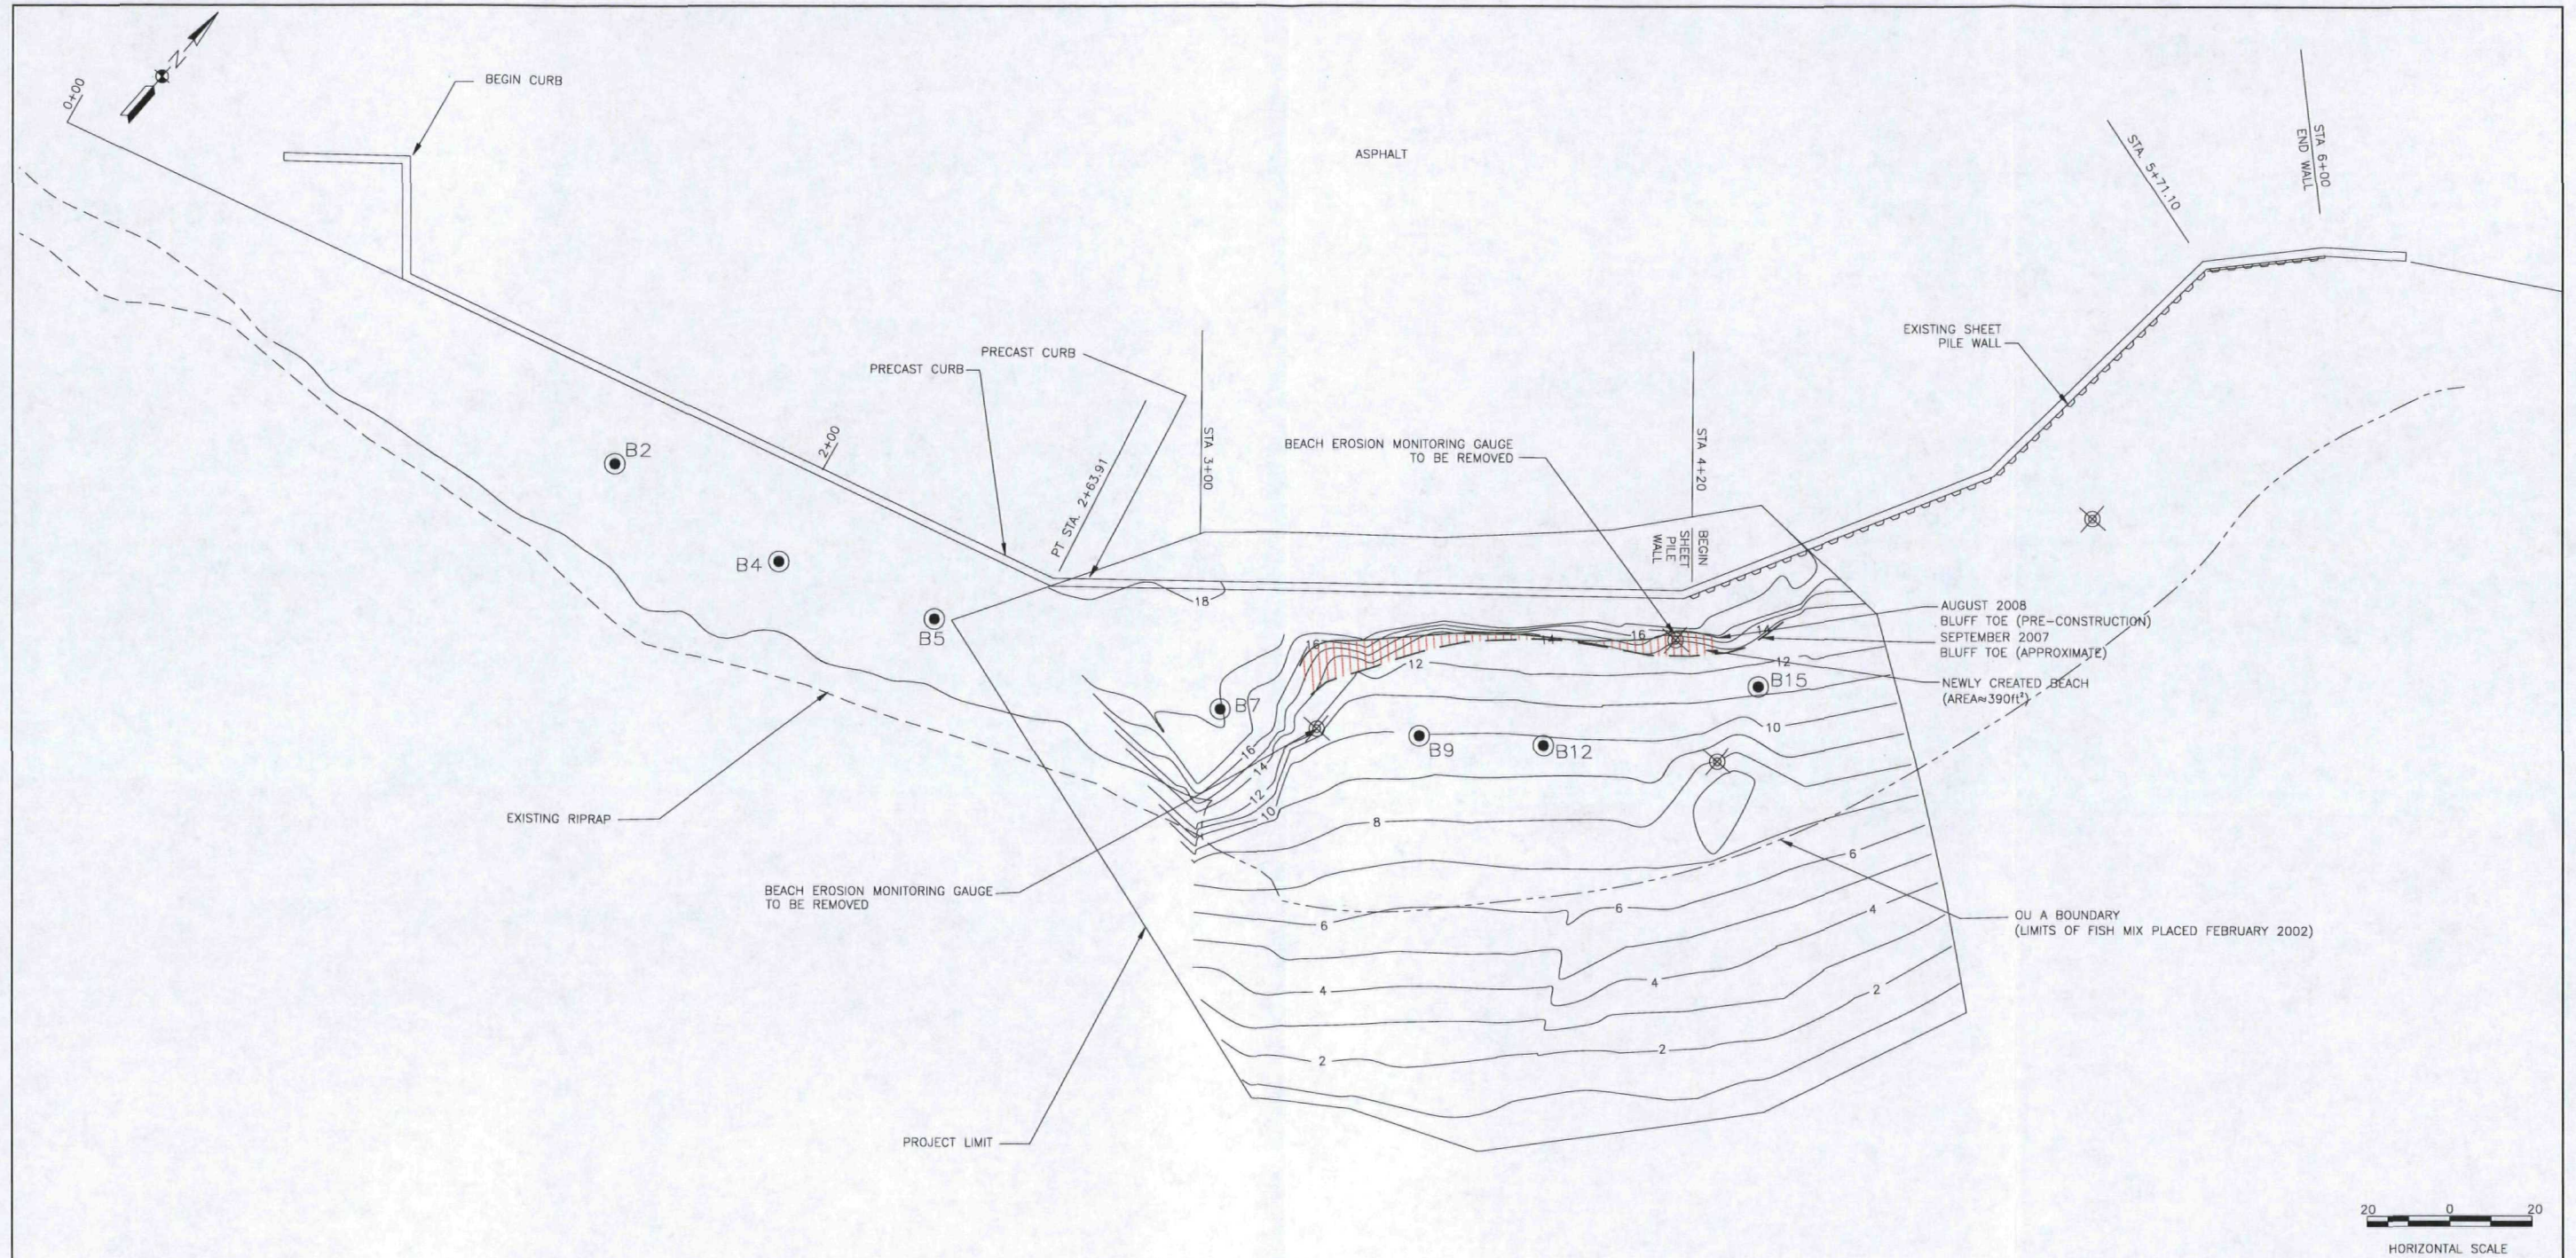 N
0+00
BEGIN CURB
ASPHALT
STA. 5+71.10
STA 6+00
END WALL
EXISTING SHEET
PILE WALL
PRECAST CURB
PRECAST CURB
2+00
PT STA. 2+63.91
STA 3+00
STA 4+20
BEACH EROSION MONITORING GAUGE
TO BE REMOVED
BEGIN
SHEET
PILE
WALL
B2
B4
B5
18
16
14
16
14
12
12
AUGUST 2008
BLUFF TOE (PRE-CONSTRUCTION)
SEPTEMBER 2007
BLUFF TOE (APPROXIMATE)
NEWLY CREATED BEACH
(AREA≈390ft²)
B7
B15
B9
B12
10
16
14
12
10
8
6
EXISTING RIPRAP
BEACH EROSION MONITORING GAUGE
TO BE REMOVED
6
6
4
OU A BOUNDARY
(LIMITS OF FISH MIX PLACED FEBRUARY 2002)
4
4
2
2
2
PROJECT LIMIT
20 0 20
HORIZONTAL SCALE